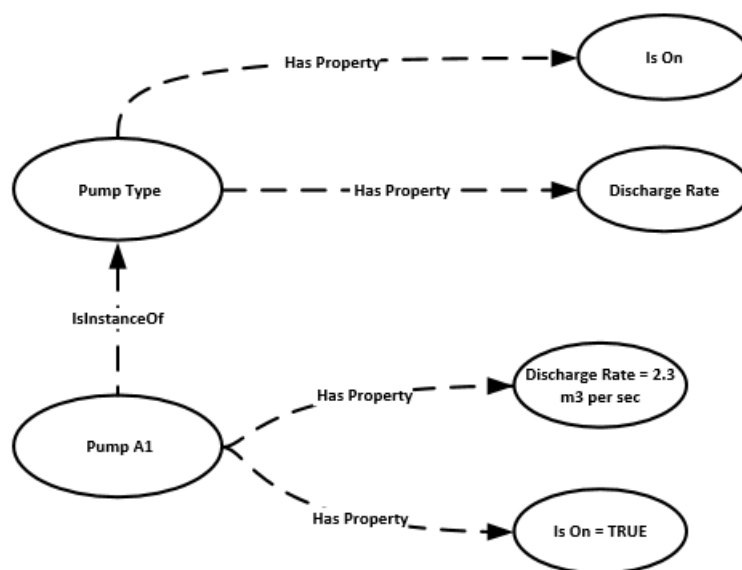 Has Property
Is On
Pump Type
Has Property
Discharge Rate
IsInstanceOf
Has Property
Discharge Rate = 2.3
m3 per sec
Pump A1
Has Property
Is On = TRUE